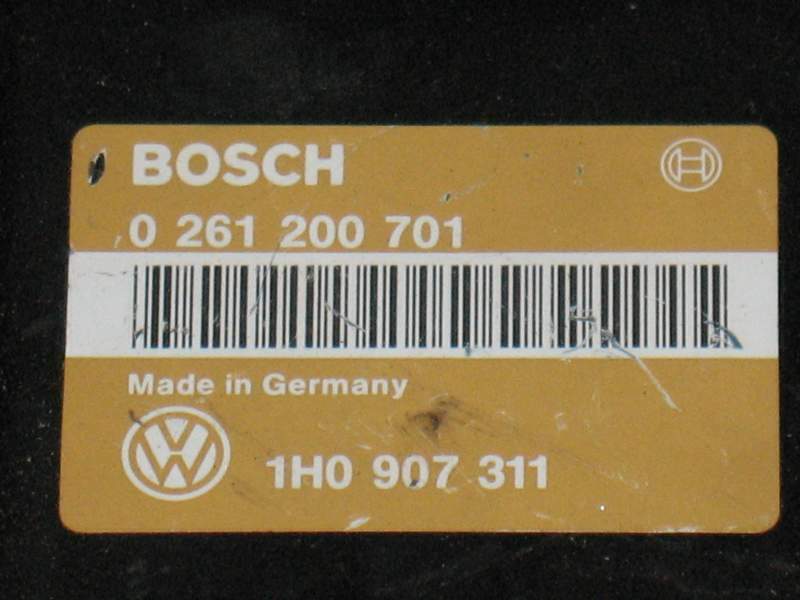 BOSCH
0 261 200 701
Made in Germany
1H0 907 311